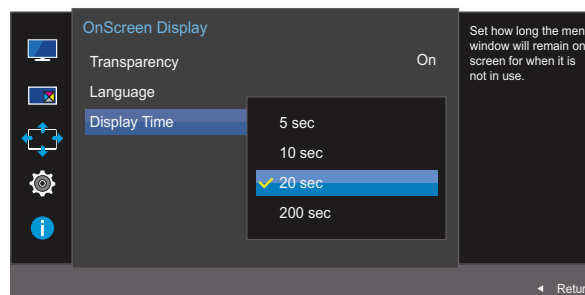 OnScreen Display
Transparency On
Language
Display Time
5 sec
10 sec
20 sec
200 sec
Set how long the men
window will remain on
screen for when it is
not in use.
Retur